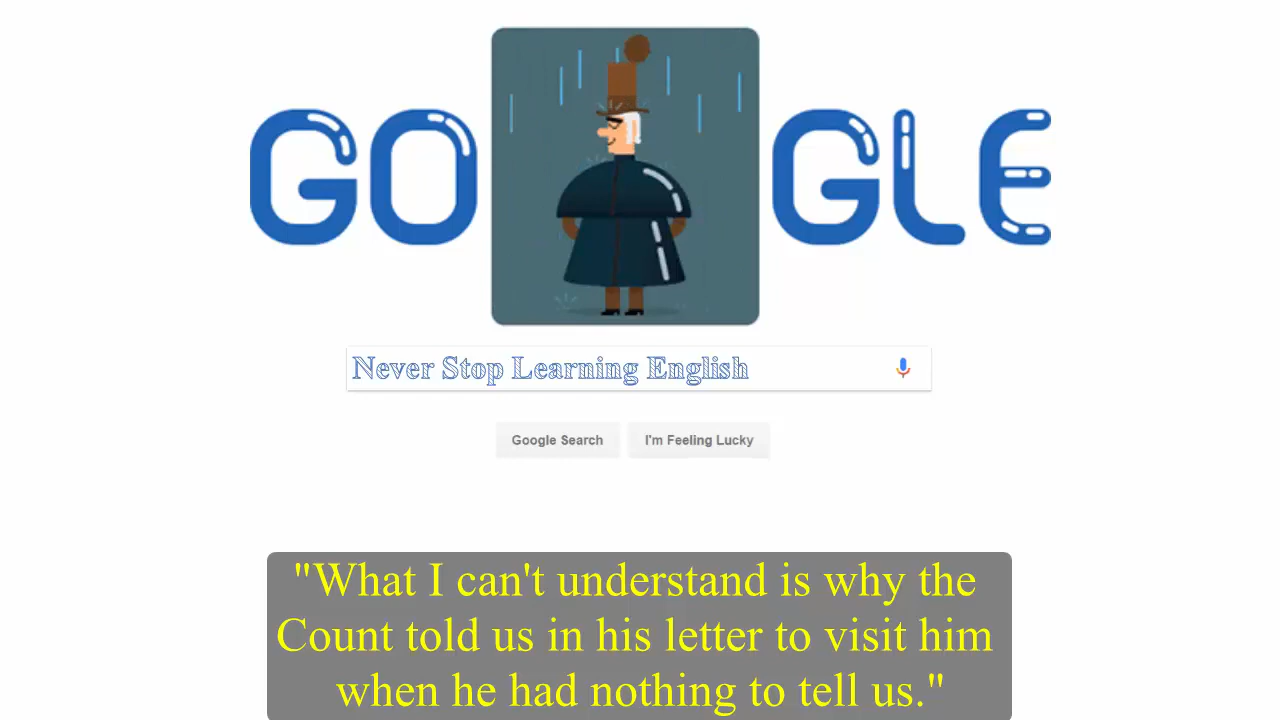 GO GLE
Never Stop Learning English
Google Search I'm Feeling Lucky
"What I can't understand is why the
Count told us in his letter to visit him
when he had nothing to tell us."